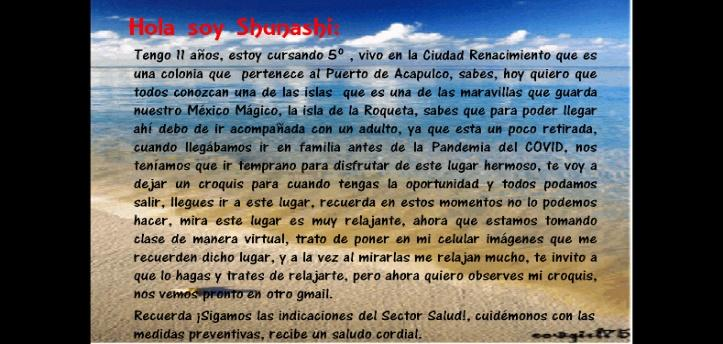 Hola soy Shunashi:
Tengo 11 años, estoy cursando 5º , vivo en la Ciudad Renacimiento que es
una colonia que pertenece al Puerto de Acapulco, sabes, hoy quiero que
todos conozcan una de las islas que es una de las maravillas que guarda
nuestro México Mágico, la isla de la Roqueta, sabes que para poder llegar
ahí debo de ir acompañada con un adulto, ya que esta un poco retirada,
cuando llegábamos ir en familia antes de la Pandemia del COVID, nos
teníamos que ir temprano para disfrutar de este lugar hermoso, te voy a
dejar un croquis para cuando tengas la oportunidad y todos podamos
salir, llegues ir a este lugar, recuerda en estos momentos no lo podemos
hacer, mira este lugar es muy relajante, ahora que estamos tomando
clase de manera virtual, trato de poner en mi celular imágenes que me
recuerden dicho lugar, y a la vez al mirarlas me relajan mucho, te invito a
que lo hagas y trates de relajarte, pero ahora quiero observes mi croquis,
nos vemos pronto en otro gmail.
Recuerda ¡Sigamos las indicaciones del Sector Salud!, cuidémonos con las
medidas preventivas, recibe un saludo cordial.